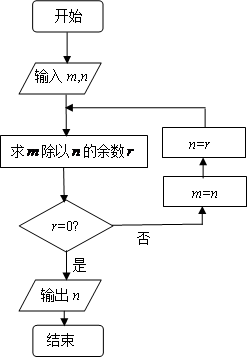 开始
输入 m,n
求 m 除以 n 的余数 r
n=r
m=n
r=0?
否
是
输出 n
结束